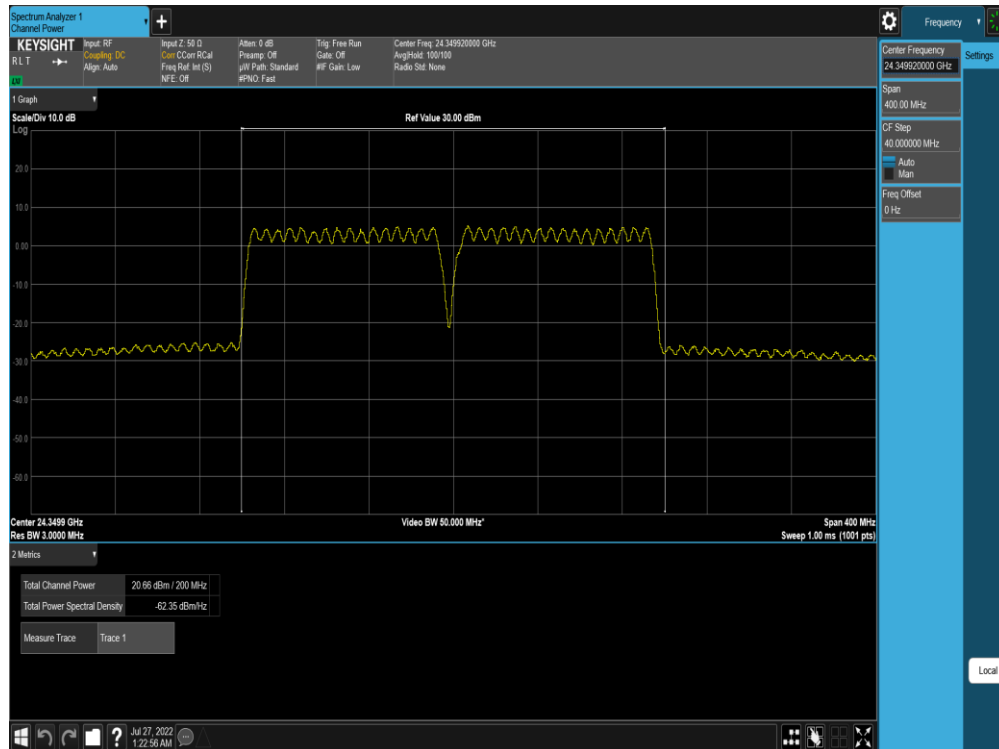 Spectrum Analyzer 1
Channel Power
+
Frequency
KEYSIGHT
R L T
LV
Input: RF
Coupling: DC
Align: Auto
Input Z: 50 Ω
Corr CCorr RCal
Freq Ref: Int (S)
NFE: Off
Atten: 0 dB
Preamp: Off
µW Path: Standard
#PNO: Fast
Trig: Free Run
Gate: Off
#IF Gain: Low
Center Freq: 24.349920000 GHz
Avg|Hold: 100/100
Radio Std: None
Center Frequency
24.349920000 GHz
Settings
Span
400.00 MHz
CF Step
40.000000 MHz
Auto
Man
Freq Offset
0 Hz
1 Graph
Scale/Div 10.0 dB
Ref Value 30.00 dBm
Log
20.0
10.0
0.00
-10.0
-20.0
-30.0
-40.0
-50.0
-60.0
Center 24.3499 GHz
Video BW 50.000 MHz*
Span 400 MHz
Res BW 3.0000 MHz
Sweep 1.00 ms (1001 pts)
2 Metrics
Total Channel Power 20.66 dBm / 200 MHz
Total Power Spectral Density -62.35 dBm/Hz
Measure Trace Trace 1
Local
?
Jul 27, 2022
1:22:56 AM